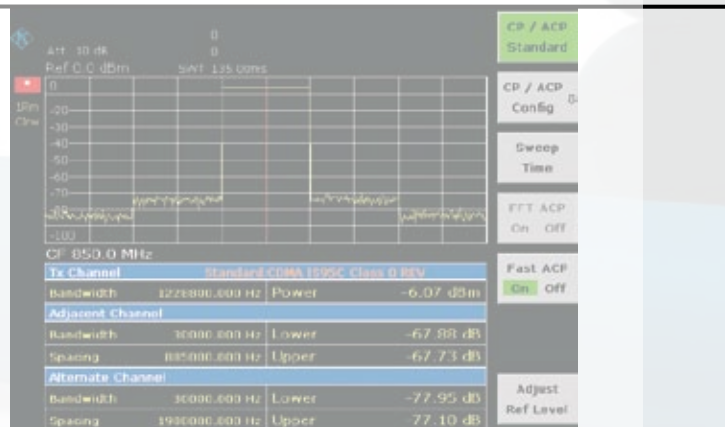 Att 10 dB 0
Ref 0.0 dBm SWT 135.00ms
0
1Rm
Clrw
0
-20
-30
-40
-50
-60
-70
-80
-100
CF 850.0 MHz
Tx Channel Standard:CDMA IS95C Class 0 REV
Bandwidth 1228800.000 Hz Power -6.07 dBm
Adjacent Channel
Bandwidth 30000.000 Hz Lower -67.88 dB
Spacing 885000.000 Hz Upper -67.73 dB
Alternate Channel
Bandwidth 30000.000 Hz Lower -77.95 dB
Spacing 1980000.000 Hz Upper -77.10 dB
CP / ACP
Standard
CP / ACP
Config
Sweep
Time
FFT ACP
On Off
Fast ACP
On Off
Adjust
Ref Level